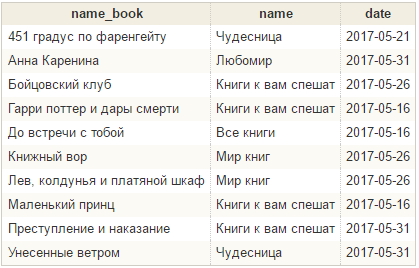 name_book name date
451 градус по фаренгейту Чудесница 2017-05-21
Анна Каренина Любомир 2017-05-31
Бойцовский клуб Книги к вам спешат 2017-05-26
Гарри поттер и дары смерти Книги к вам спешат 2017-05-16
До встречи с тобой Все книги 2017-05-16
Книжный вор Мир книг 2017-05-26
Лев, колдунья и платяной шкаф Мир книг 2017-05-26
Маленький принц Книги к вам спешат 2017-05-16
Преступление и наказание Книги к вам спешат 2017-05-31
Унесенные ветром Чудесница 2017-05-31